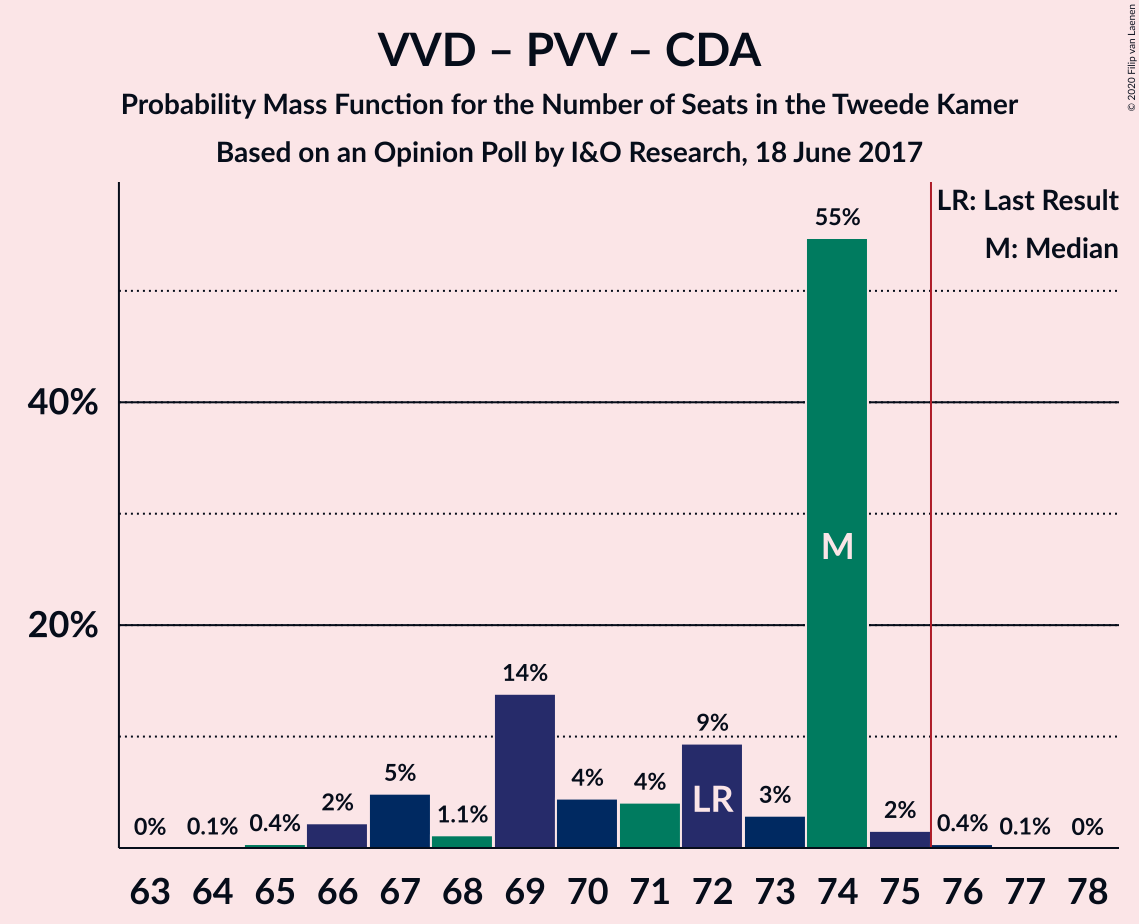 VVD – PVV – CDA
Probability Mass Function for the Number of Seats in the Tweede Kamer
Based on an Opinion Poll by I&O Research, 18 June 2017
© 2020 Filip van Laenen
LR: Last Result
M: Median
40%
20%
0% 0.1% 0.4% 2% 5% 1.1% 14% 4% 4% 9% 3% 55% 2% 0.4% 0.1% 0%
LR M
63 64 65 66 67 68 69 70 71 72 73 74 75 76 77 78